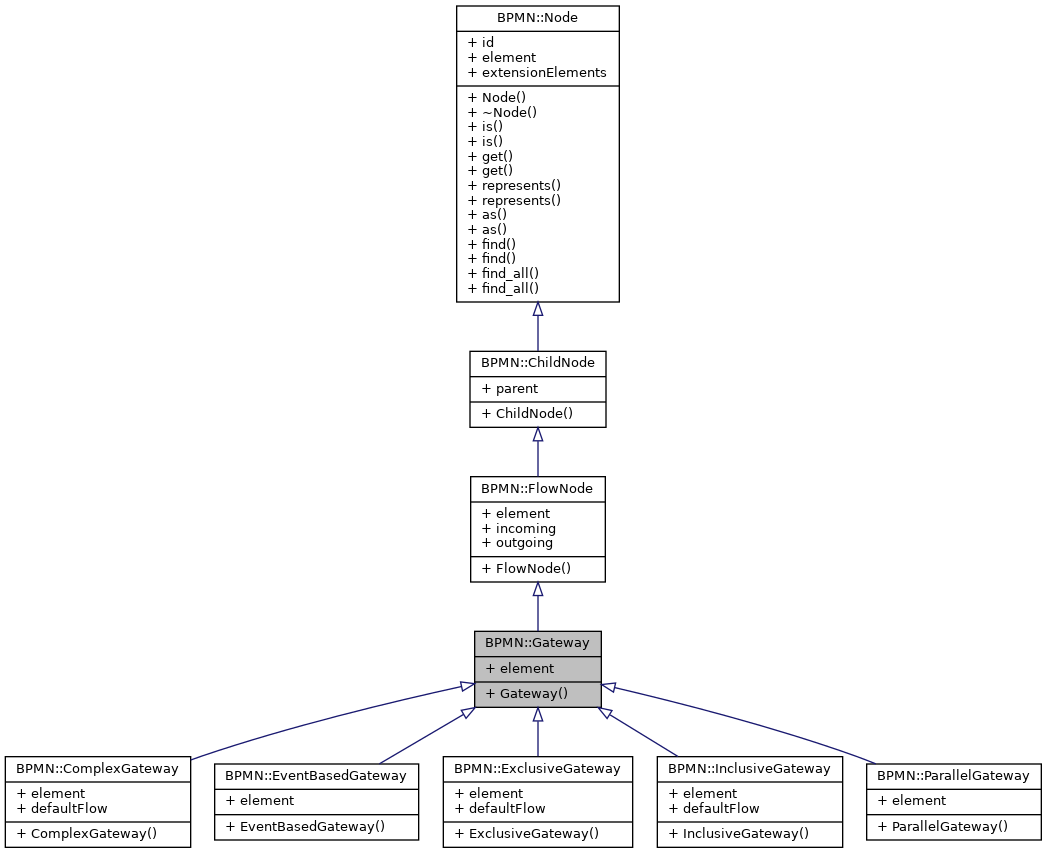 BPMN::Node
+ id
+ element
+ extensionElements
+ Node()
+ ~Node()
+ is()
+ is()
+ get()
+ get()
+ represents()
+ represents()
+ as()
+ as()
+ find()
+ find()
+ find_all()
+ find_all()
BPMN::ChildNode
+ parent
+ ChildNode()
BPMN::FlowNode
+ element
+ incoming
+ outgoing
+ FlowNode()
BPMN::Gateway
+ element
+ Gateway()
BPMN::ComplexGateway
+ element
+ defaultFlow
+ ComplexGateway()
BPMN::EventBasedGateway
+ element
+ EventBasedGateway()
BPMN::ExclusiveGateway
+ element
+ defaultFlow
+ ExclusiveGateway()
BPMN::InclusiveGateway
+ element
+ defaultFlow
+ InclusiveGateway()
BPMN::ParallelGateway
+ element
+ ParallelGateway()